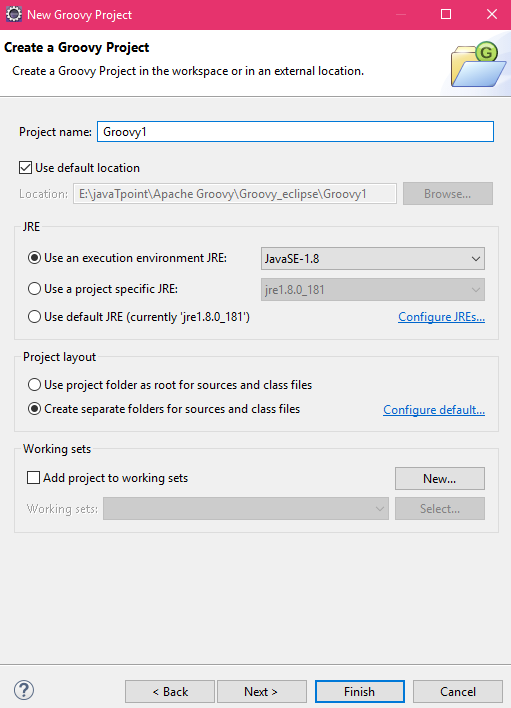 New Groovy Project
Create a Groovy Project
Create a Groovy Project in the workspace or in an external location.
G
Project name: Groovy1
Use default location
Location: E:\javaTpoint\Apache Groovy\Groovy_eclipse\Groovy1 Browse...
JRE
Use an execution environment JRE: JavaSE-1.8
Use a project specific JRE: jre1.8.0_181
Use default JRE (currently 'jre1.8.0_181') Configure JREs...
Project layout
Use project folder as root for sources and class files
Create separate folders for sources and class files Configure default...
Working sets
Add project to working sets New...
Working sets: Select...
? < Back Next > Finish Cancel